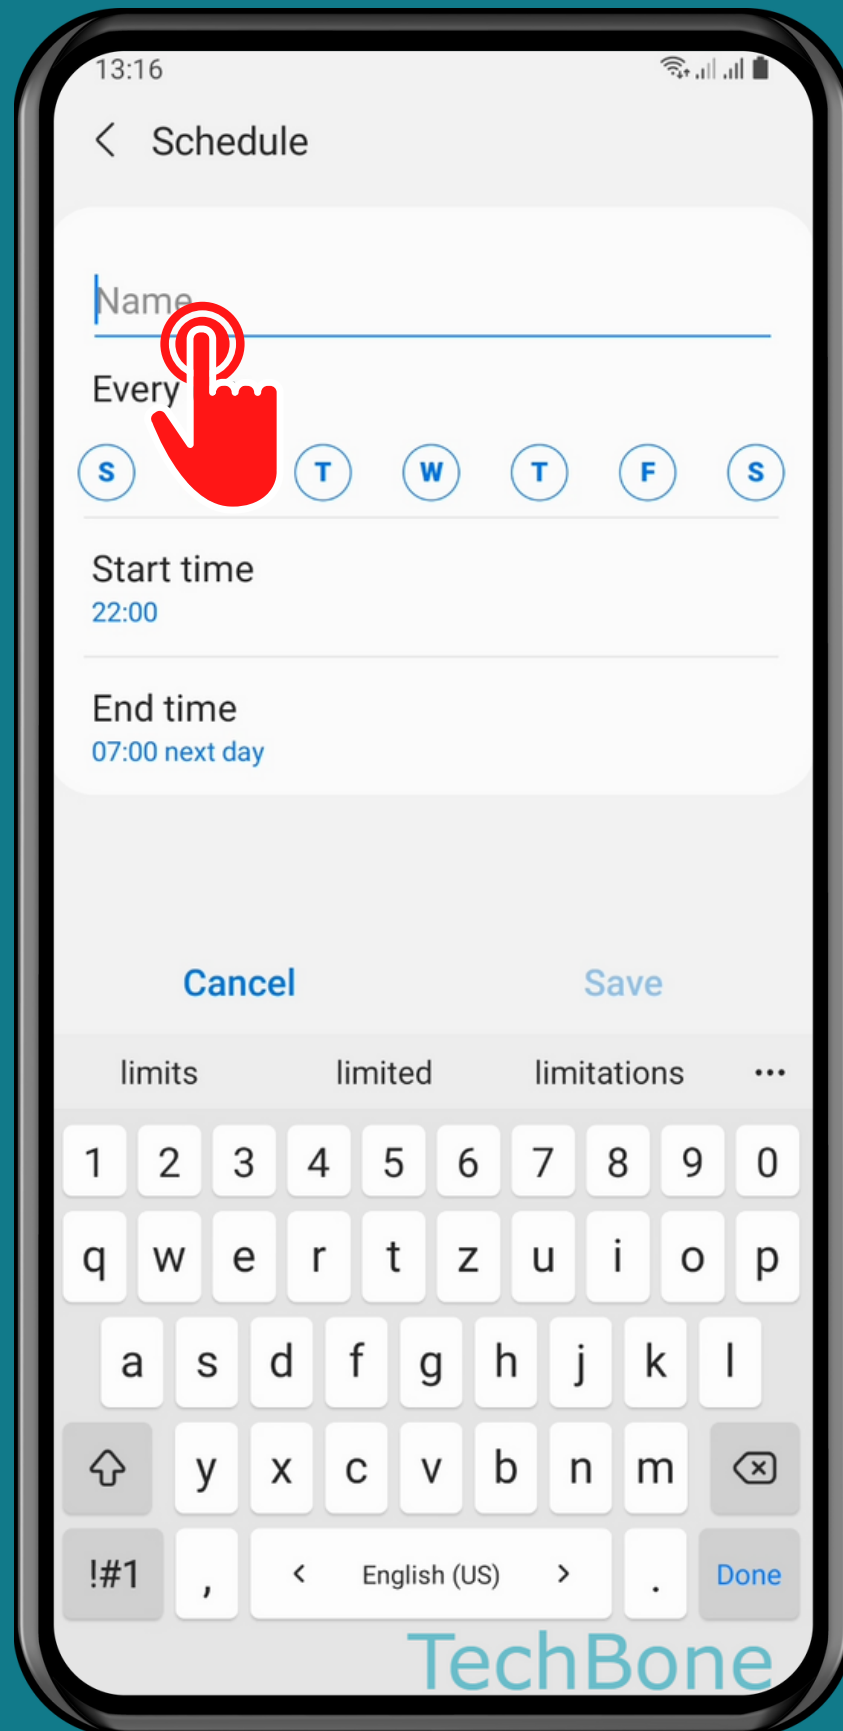 13:16
Schedule
Name
Every
S T W T F S
Start time
22:00
End time
07:00 next day
Cancel Save
limits limited limitations ...
1 2 3 4 5 6 7 8 9 0
q w e r t z u i o p
a s d f g h j k l
y x c v b n m
!#1 , < English (US) > . Done
TechBone